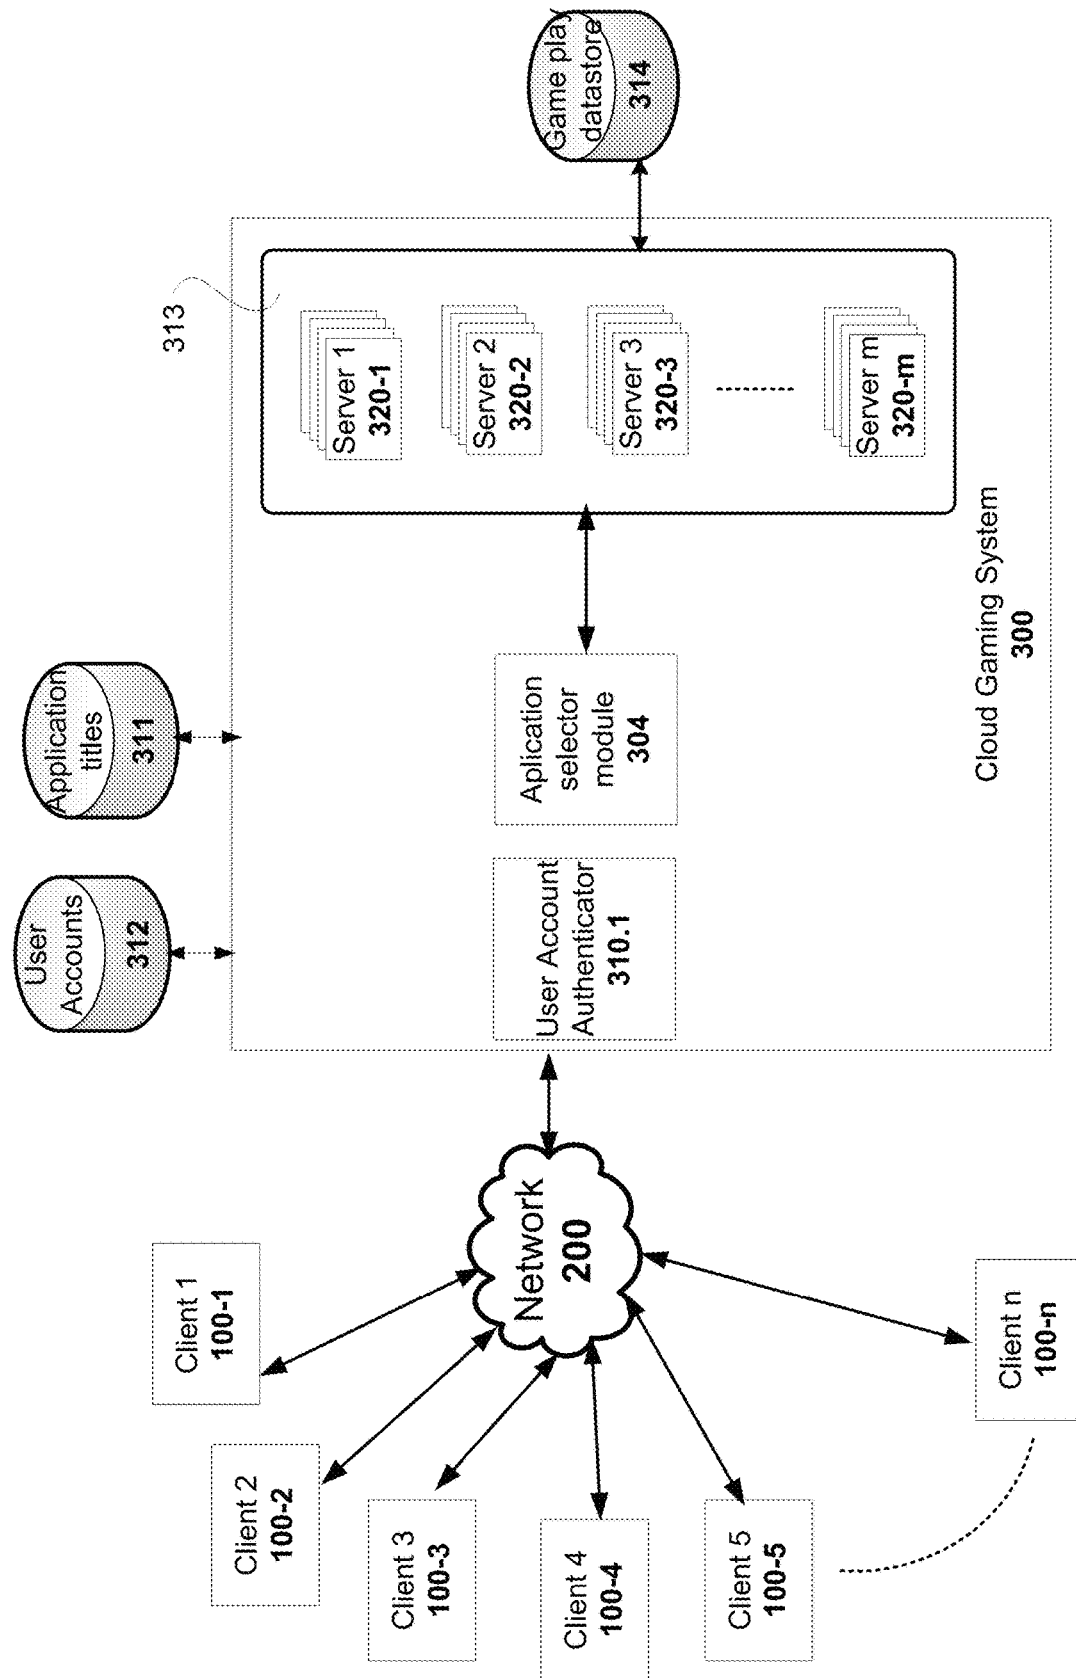 Client 1
100-1
Client 2
100-2
Client 3
100-3
Client 4
100-4
Client 5
100-5
Client n
100-n
Network
200
User
Accounts
312
Application
titles
311
User Account
Authenticator
310.1
Aplication
selector
module
304
313
Server 1
320-1
Server 2
320-2
Server 3
320-3
Server m
320-m
Cloud Gaming System
300
Game play
datastore
314